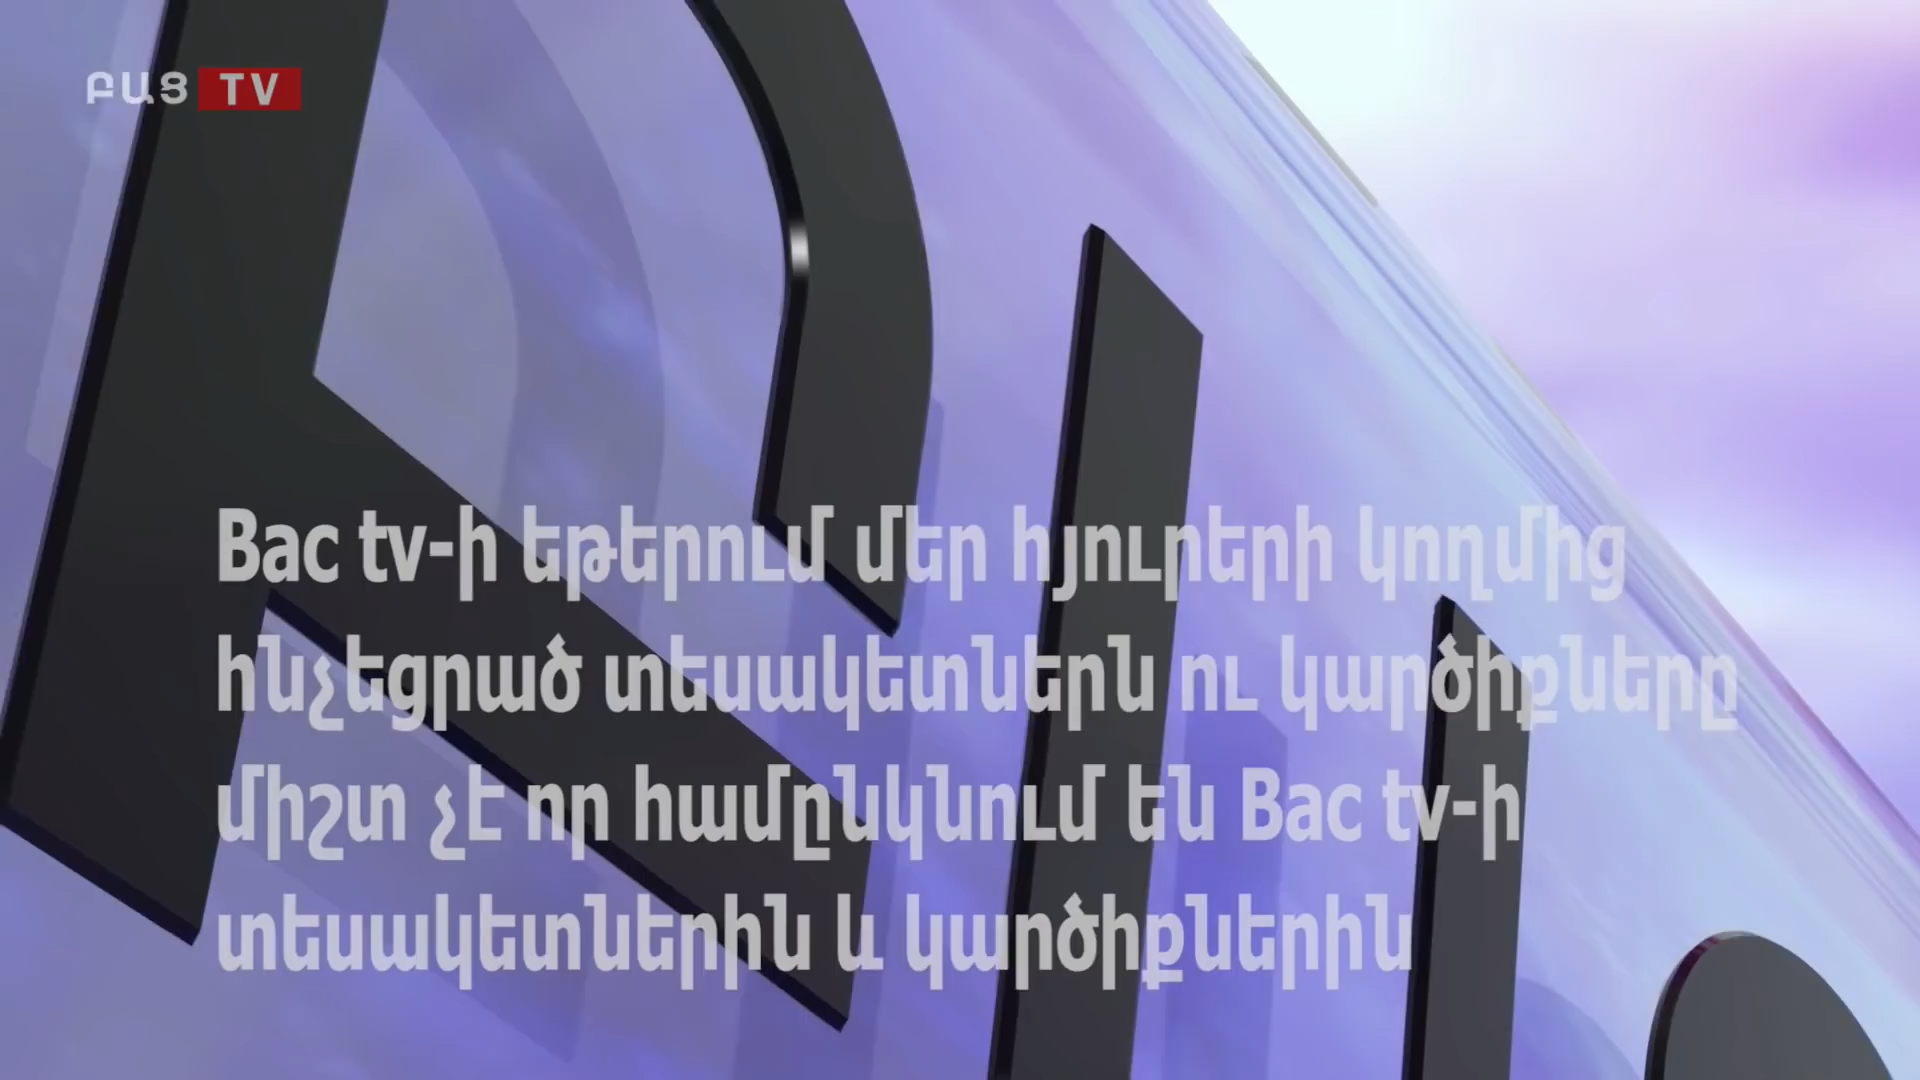 ԲԱՑ TV
Bac tv-ի եթերում մեր հյուրերի կողմից
հնչեցրած տեսակետներն ու կարծիքները
միշտ չէ որ համընկնում են Bac tv-ի
տեսակետներին և կարծիքներին